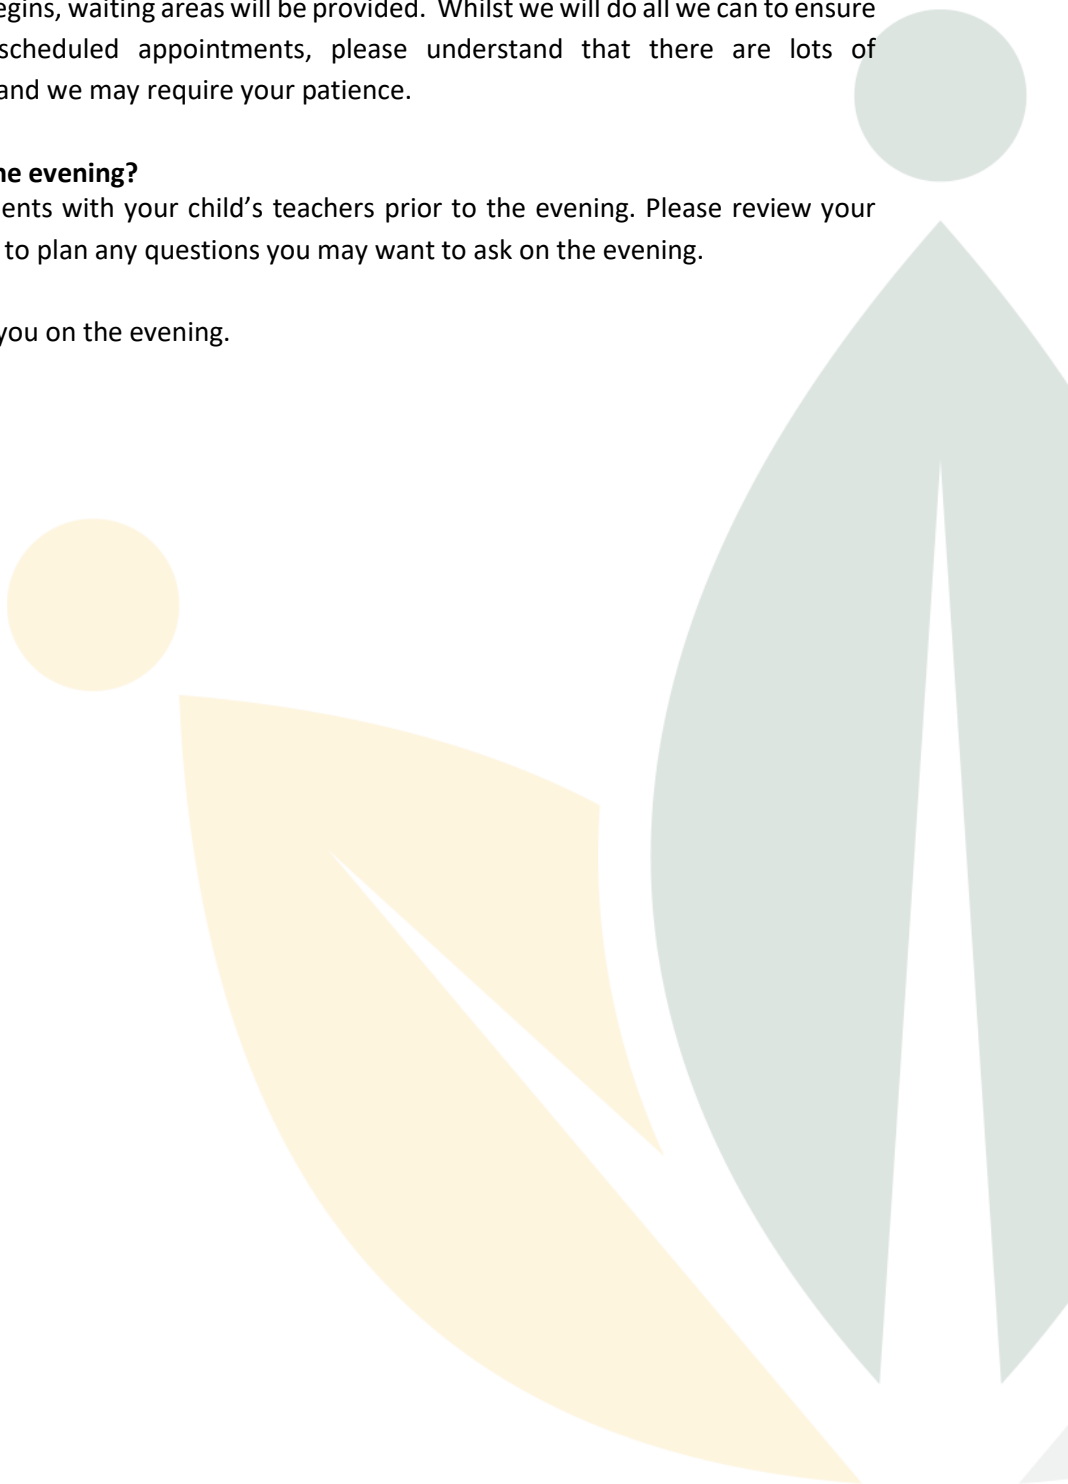 egins, waiting areas will be provided. Whilst we will do all we can to ensure
scheduled appointments, please understand that there are lots of
and we may require your patience.
he evening?
ents with your child’s teachers prior to the evening. Please review your
to plan any questions you may want to ask on the evening.
you on the evening.